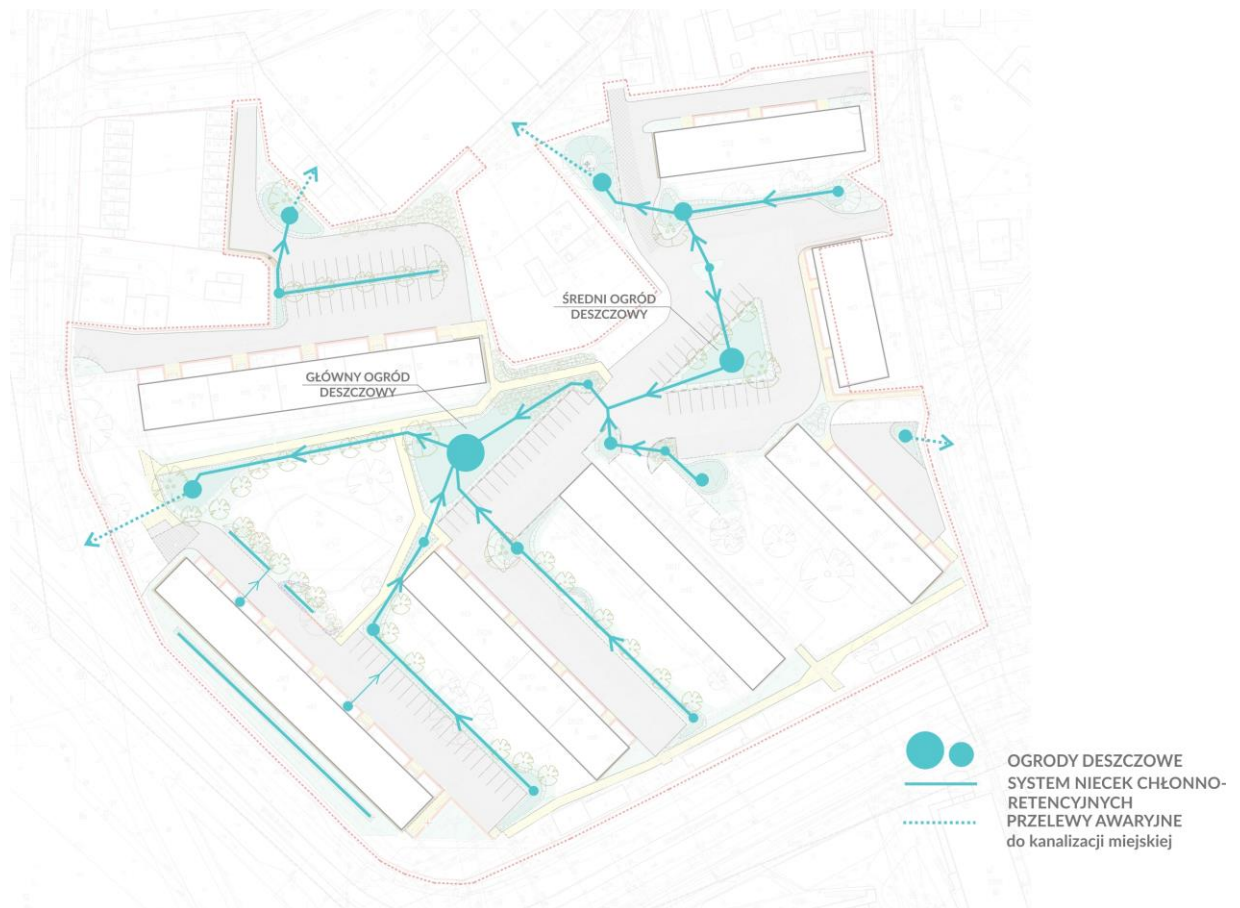 ŚREDNI OGRÓD
DESZCZOWY
GŁÓWNY OGRÓD
DESZCZOWY
OGRODY DESZCZOWE
SYSTEM NIECEK CHŁONNO-
RETENCYJNYCH
PRZELEWY AWARYJNE
do kanalizacji miejskiej